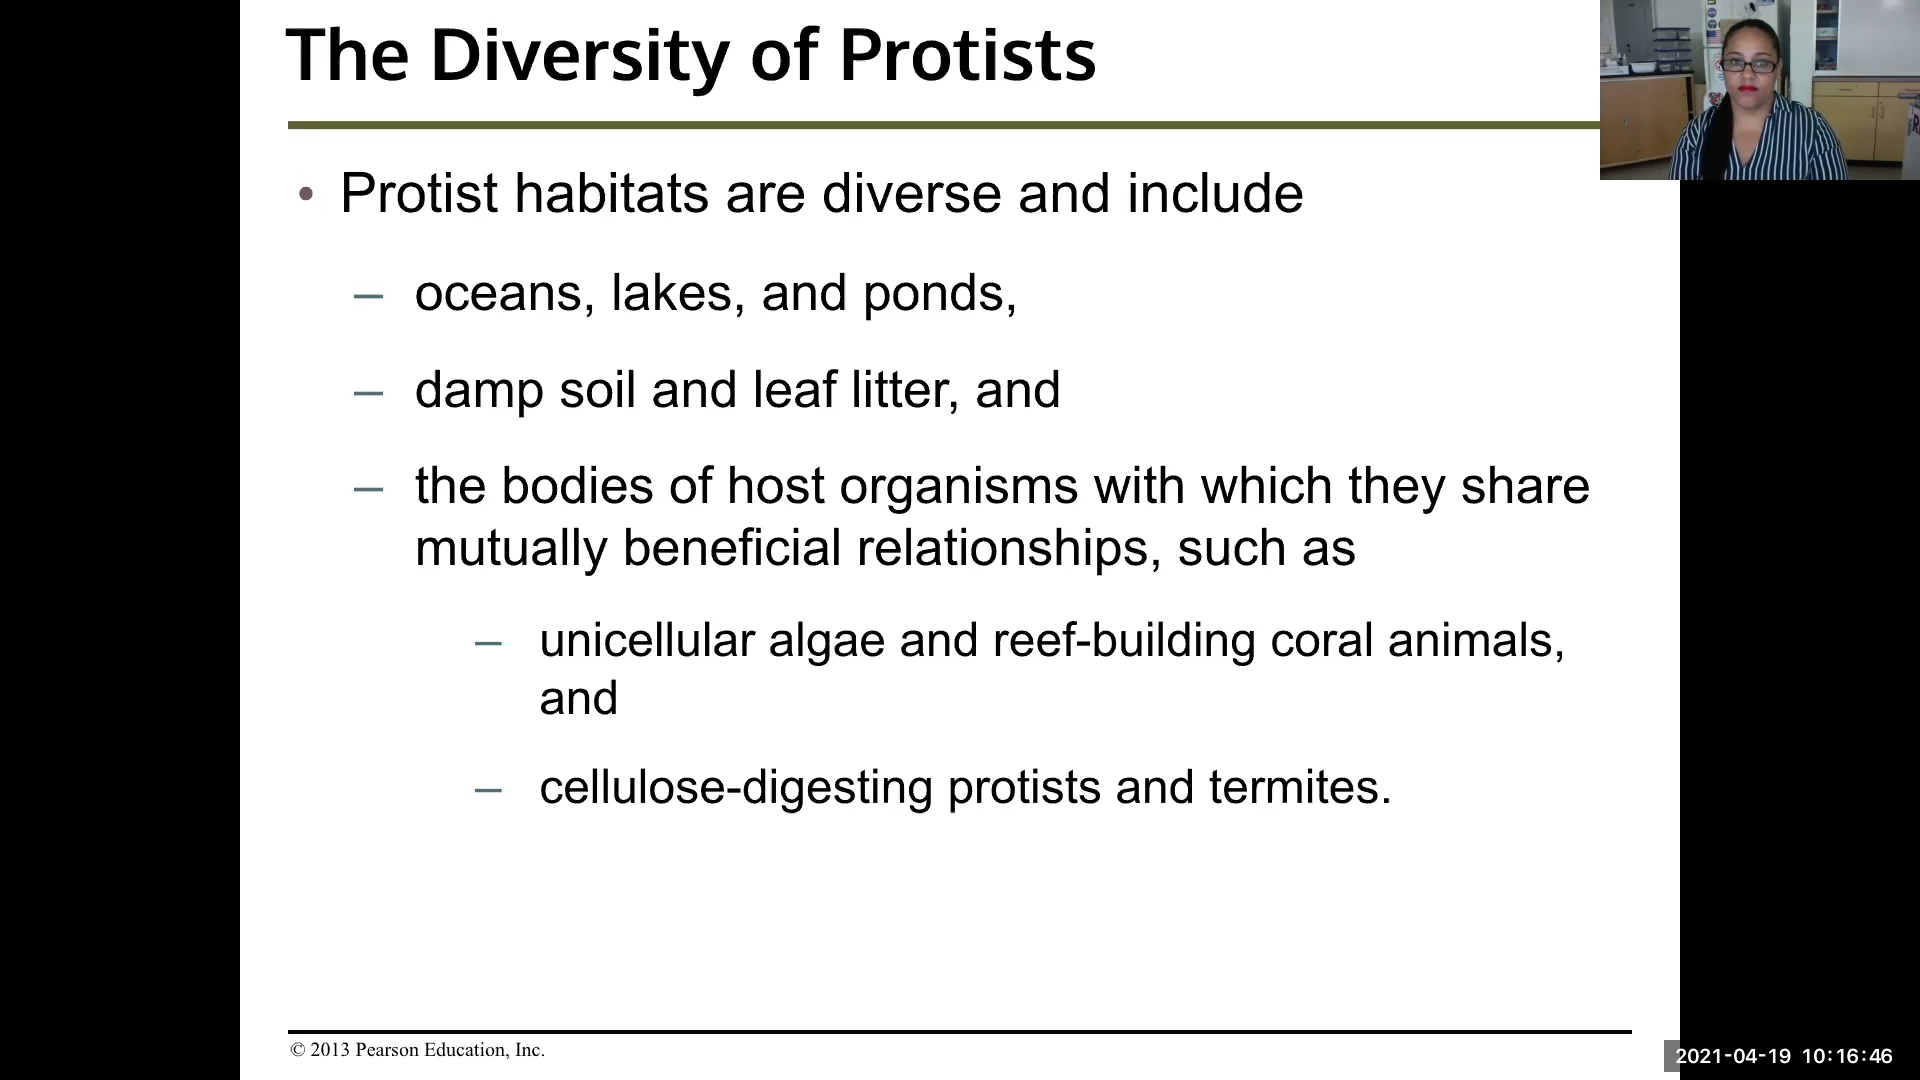 The Diversity of Protists
• Protist habitats are diverse and include
– oceans, lakes, and ponds,
– damp soil and leaf litter, and
– the bodies of host organisms with which they share
mutually beneficial relationships, such as
– unicellular algae and reef-building coral animals,
and
– cellulose-digesting protists and termites.
© 2013 Pearson Education, Inc.
2021-04-19 10:16:46